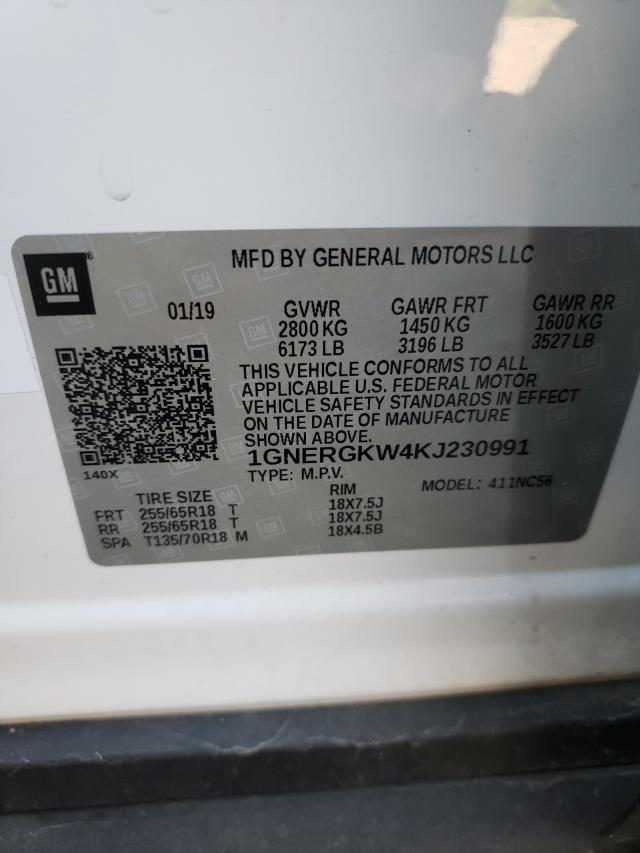 GM
MFD BY GENERAL MOTORS LLC
01/19 GVWR GAWR FRT GAWR RR
2800 KG 1450 KG 1600 KG
6173 LB 3196 LB 3527 LB
THIS VEHICLE CONFORMS TO ALL
APPLICABLE U.S. FEDERAL MOTOR
VEHICLE SAFETY STANDARDS IN EFFECT
ON THE DATE OF MANUFACTURE
SHOWN ABOVE.
1GNERGKW4KJ230991
140X
TYPE: M.P.V. MODEL: 411NC56
TIRE SIZE RIM
FRT 255/65R18 T 18X7.5J
RR 255/65R18 T 18X7.5J
SPA T135/70R18 M 18X4.5B